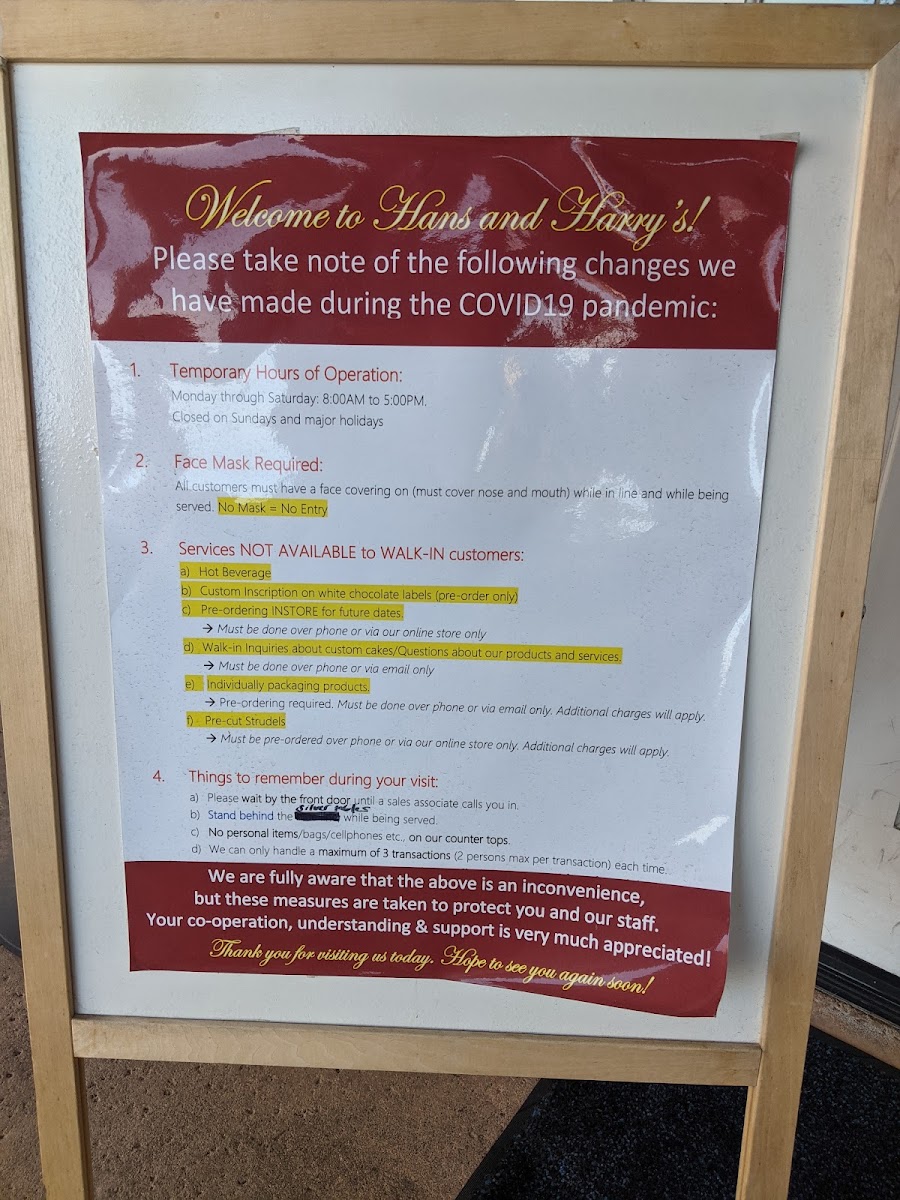 Welcome to Hans and Harry's!
Please take note of the following changes we
have made during the COVID19 pandemic:
1. Temporary Hours of Operation:
Monday through Saturday: 8:00AM to 5:00PM,
Closed on Sundays and major holidays
2. Face Mask Required:
All customers must have a face covering on (must cover nose and mouth) while in line and while being
served. No Mask = No Entry
3. Services NOT AVAILABLE to WALK-IN customers:
a) Hot Beverage
b) Custom Inscription on white chocolate labels (pre-order only)
c) Pre-ordering INSTORE for future dates.
→ Must be done over phone or via our online store only
d) Walk-in Inquiries about custom cakes/Questions about our products and services.
→ Must be done over phone or via email only
e) Individually packaging products.
→ Pre-ordering required. Must be done over phone or via email only. Additional charges will apply.
f) Pre-cut Strudels
→ Must be pre-ordered over phone or via our online store only. Additional charges will apply.
4. Things to remember during your visit:
a) Please wait by the front door until a sales associate calls you in.
silver
b) Stand behind the while being served.
c) No personal items/bags/cellphones etc., on our counter tops.
d) We can only handle a maximum of 3 transactions (2 persons max per transaction) each time.
We are fully aware that the above is an inconvenience,
but these measures are taken to protect you and our staff.
Your co-operation, understanding & support is very much appreciated!
Thank you for visiting us today. Hope to see you again soon!